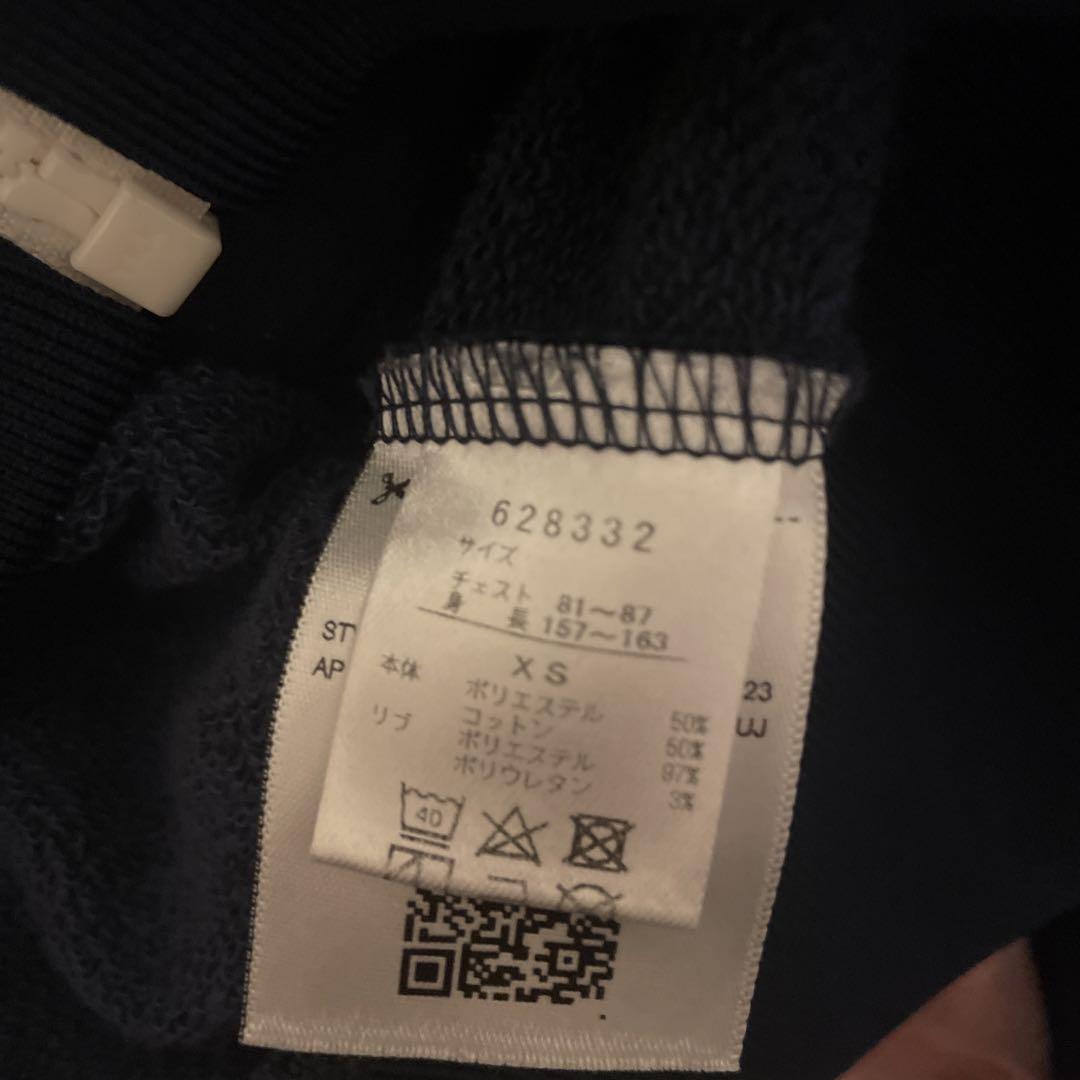 628332
サイズ
チェスト 81～87
身長 157～163
XS
本体 ポリエステル 50%
コットン 50%
リブ ポリエステル 97%
ポリウレタン 3%
40
ST
AP
23